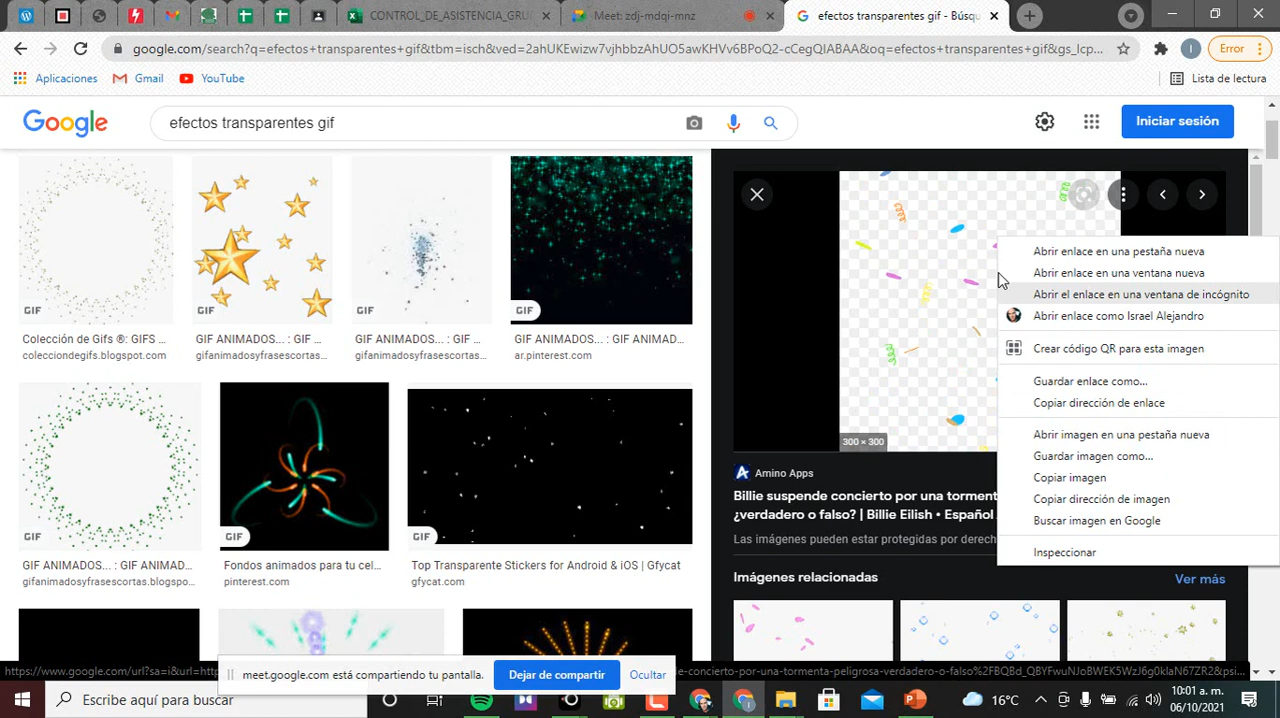 CONTROL_DE_ASISTENCIA_GRU
Meet: zdj-mdqi-mnz
efectos transparentes gif - Búsqu
google.com/search?q=efectos+transparentes+gif&tbm=isch&ved=2ahUKEwizw7vjhbzAhUO5awKHVv6BPoQ2-cCegQIABAA&oq=efectos+transparentes+gif&gs_lcp...
Error
Aplicaciones
Gmail
YouTube
Lista de lectura
Google
efectos transparentes gif
Iniciar sesión
GIF
GIF
GIF
GIF
Colección de Gifs ®: GIFS ...
colecciondegifs.blogspot.com
GIF ANIMADOS... : GIF ...
gifanimadosyfrasescortas...
GIF ANIMADOS... : GIF ...
gifanimadosyfrasescortas...
GIF ANIMADOS... : GIF ANIMAD...
ar.pinterest.com
GIF
GIF
GIF
GIF ANIMADOS... : GIF ANIMAD...
gifanimadosyfrasescortas.blogspo...
Fondos animados para tu cel...
pinterest.com
Top Transparente Stickers for Android & iOS | Gfycat
gfycat.com
300 × 300
Amino Apps
Billie suspende concierto por una torment
¿verdadero o falso? | Billie Eilish • Español
Las imágenes pueden estar protegidas por derech
Imágenes relacionadas
Ver más
Abrir enlace en una pestaña nueva
Abrir enlace en una ventana nueva
Abrir el enlace en una ventana de incógnito
Abrir enlace como Israel Alejandro
Crear código QR para esta imagen
Guardar enlace como...
Copiar dirección de enlace
Abrir imagen en una pestaña nueva
Guardar imagen como...
Copiar imagen
Copiar dirección de imagen
Buscar imagen en Google
Inspeccionar
meet.google.com está compartiendo tu pantalla.
Dejar de compartir
Ocultar
Escribe aquí para buscar
16°C
10:01 a. m.
06/10/2021